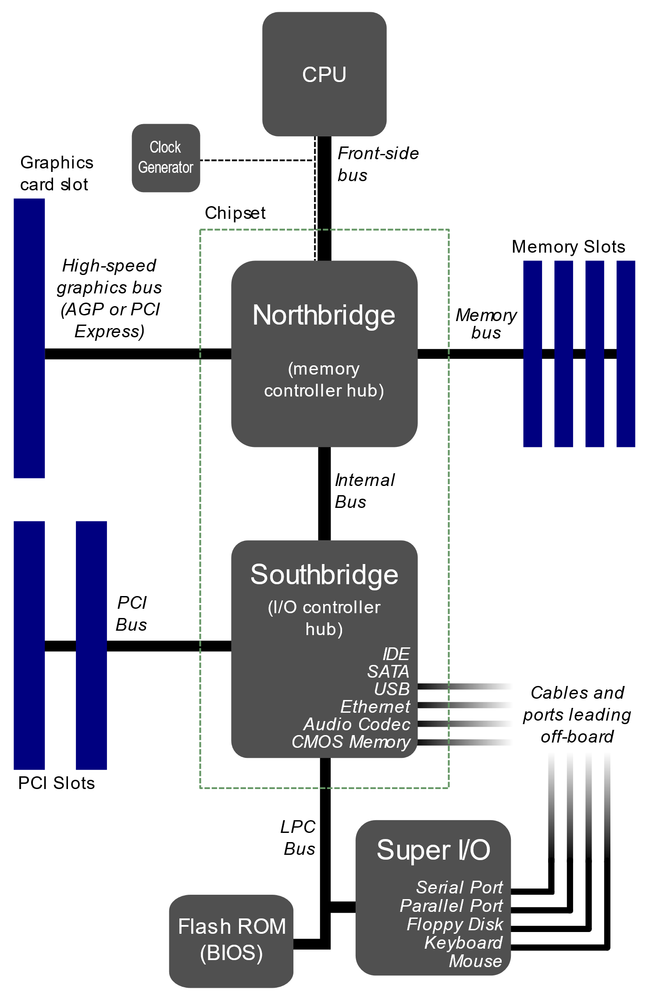 CPU
Clock
Generator
Front-side
bus
Graphics
card slot
Chipset
Memory Slots
High-speed
graphics bus
(AGP or PCI
Express)
Northbridge
(memory
controller hub)
Memory
bus
Internal
Bus
Southbridge
(I/O controller
hub)
IDE
SATA
USB
Ethernet
Audio Codec
CMOS Memory
PCI
Bus
PCI Slots
Cables and
ports leading
off-board
LPC
Bus
Super I/O
Serial Port
Parallel Port
Floppy Disk
Keyboard
Mouse
Flash ROM
(BIOS)